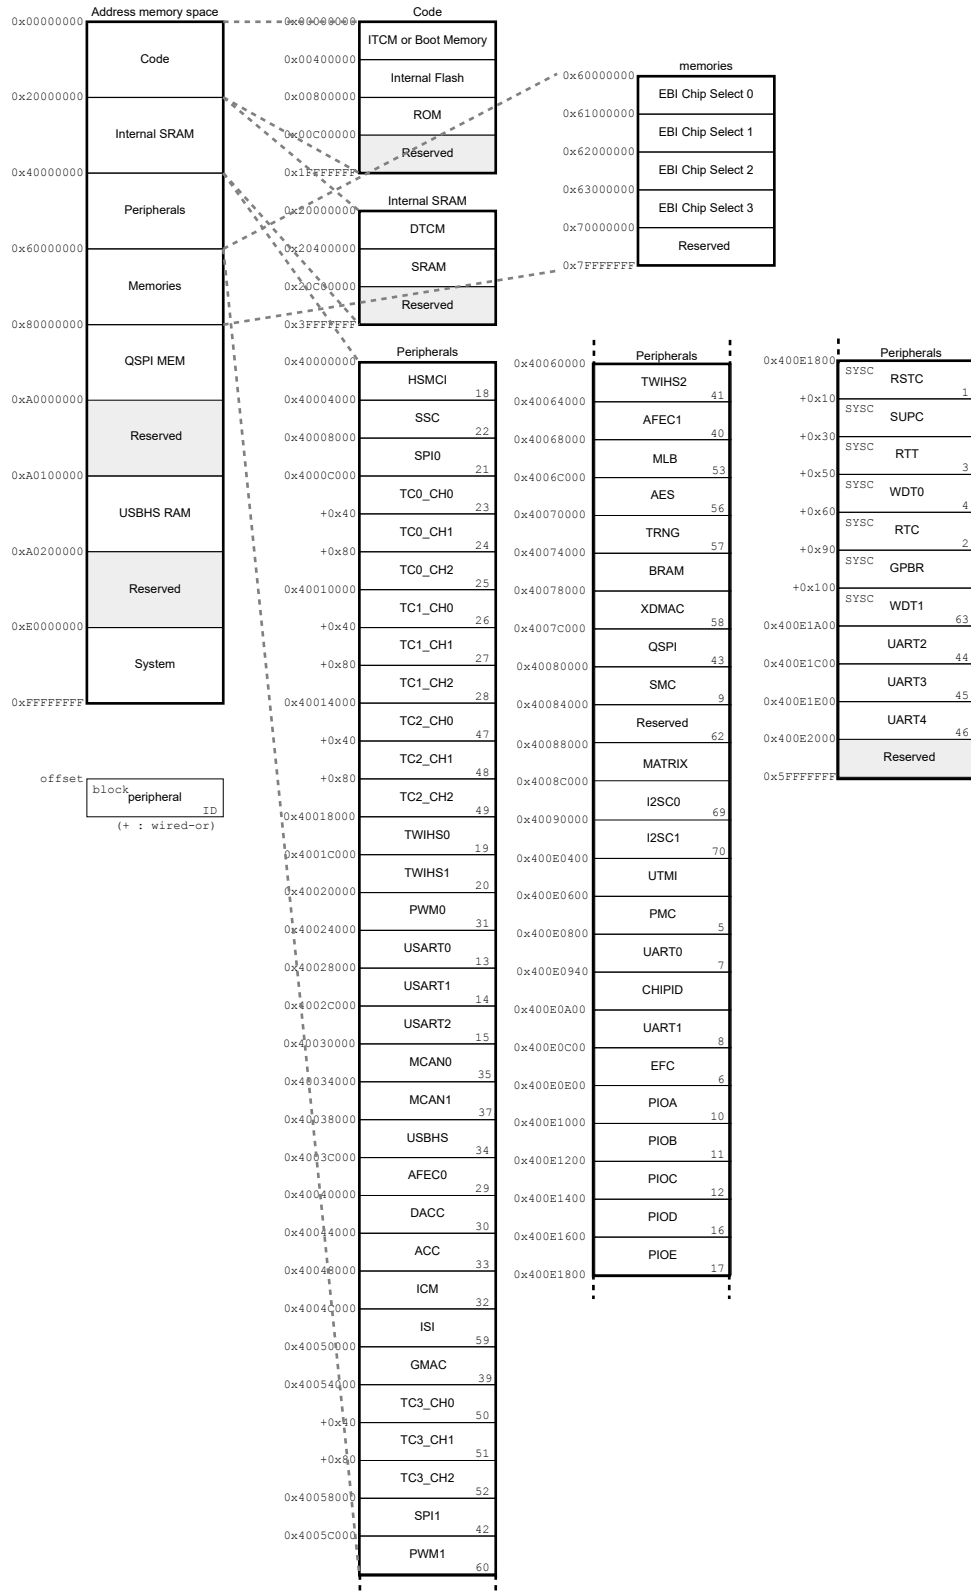 Address memory space
0x00000000
Code
0x20000000
Internal SRAM
0x40000000
Peripherals
0x60000000
Memories
0x80000000
QSPI MEM
0xA0000000
Reserved
0xA0100000
USBHS RAM
0xA0200000
Reserved
0xE0000000
System
0xFFFFFFFF
offset
block
peripheral
ID
(+ : wired-or)
Code
0x00000000
ITCM or Boot Memory
0x00400000
Internal Flash
0x00800000
ROM
0x00C00000
Reserved
0x1FFFFFFF
Internal SRAM
0x20000000
DTCM
0x20400000
SRAM
0x20C00000
Reserved
0x3FFFFFFF
Peripherals
0x40000000
HSMCI
18
0x40004000
SSC
22
0x40008000
SPI0
21
0x4000C000
TC0_CH0
23
+0x40
TC0_CH1
24
+0x80
TC0_CH2
25
0x40010000
TC1_CH0
26
+0x40
TC1_CH1
27
+0x80
TC1_CH2
28
0x40014000
TC2_CH0
47
+0x40
TC2_CH1
48
+0x80
TC2_CH2
49
0x40018000
TWIHS0
19
0x4001C000
TWIHS1
20
0x40020000
PWM0
31
0x40024000
USART0
13
0x40028000
USART1
14
0x4002C000
USART2
15
0x40030000
MCAN0
35
0x40034000
MCAN1
37
0x40038000
USBHS
34
0x4003C000
AFEC0
29
0x40040000
DACC
30
0x40044000
ACC
33
0x40048000
ICM
32
0x4004C000
ISI
59
0x40050000
GMAC
39
0x40054000
TC3_CH0
50
+0x40
TC3_CH1
51
+0x80
TC3_CH2
52
0x40058000
SPI1
42
0x4005C000
PWM1
60
memories
0x60000000
EBI Chip Select 0
0x61000000
EBI Chip Select 1
0x62000000
EBI Chip Select 2
0x63000000
EBI Chip Select 3
0x70000000
Reserved
0x7FFFFFFF
Peripherals
0x40060000
TWIHS2
41
0x40064000
AFEC1
40
0x40068000
MLB
53
0x4006C000
AES
56
0x40070000
TRNG
57
0x40074000
BRAM
0x40078000
XDMAC
58
0x4007C000
QSPI
43
0x40080000
SMC
9
0x40084000
Reserved
62
0x40088000
MATRIX
0x4008C000
I2SC0
69
0x40090000
I2SC1
70
0x400E0400
UTMI
0x400E0600
PMC
5
0x400E0800
UART0
7
0x400E0940
CHIPID
0x400E0A00
UART1
8
0x400E0C00
EFC
6
0x400E0E00
PIOA
10
0x400E1000
PIOB
11
0x400E1200
PIOC
12
0x400E1400
PIOD
16
0x400E1600
PIOE
17
0x400E1800
Peripherals
0x400E1800
SYSC
RSTC
1
+0x10
SYSC
SUPC
+0x30
SYSC
RTT
3
+0x50
SYSC
WDT0
4
+0x60
SYSC
RTC
2
+0x90
SYSC
GPBR
+0x100
SYSC
WDT1
63
0x400E1A00
UART2
44
0x400E1C00
UART3
45
0x400E1E00
UART4
46
0x400E2000
Reserved
0x5FFFFFFF